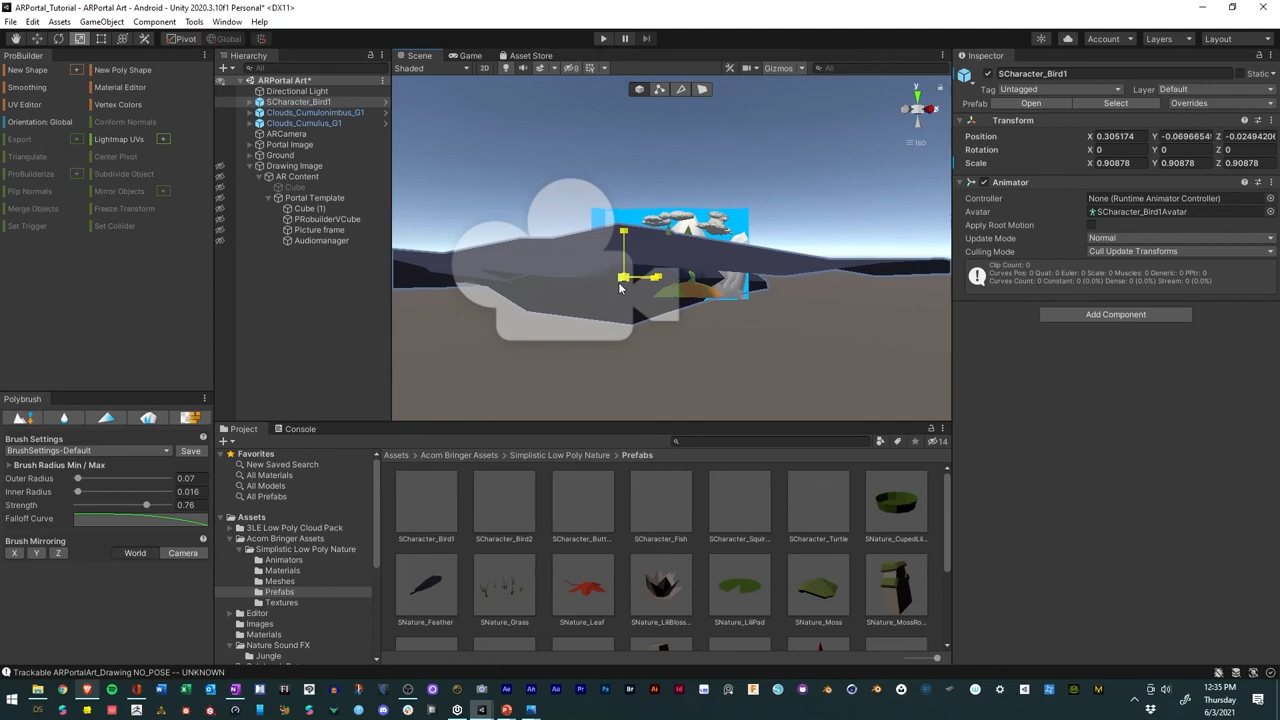 ARPortal_Tutorial - ARPortal Art - Android - Unity 2020.3.10f1 Personal* <DX11>
File Edit Assets GameObject Component Tools Window Help
Pivot Global Account Layers Layout
ProBuilder
New Shape New Poly Shape
Smoothing Material Editor
UV Editor Vertex Colors
Orientation: Global Conform Normals
Export Lightmap UVs
Triangulate Center Pivot
ProBuilderize Subdivide Object
Flip Normals Mirror Objects
Merge Objects Freeze Transform
Set Trigger Set Collider
Polybrush
Brush Settings
BrushSettings-Default Save
Brush Radius Min / Max
Outer Radius 0.07
Inner Radius 0.016
Strength 0.76
Falloff Curve
Brush Mirroring
X Y Z World Camera
Hierarchy
All
ARPortal Art*
Directional Light
SCharacter_Bird1
Clouds_Cumulonimbus_G1
Clouds_Cumulus_G1
ARCamera
Portal Image
Ground
Drawing Image
AR Content
Cube
Portal Template
Cube (1)
PRobuilderVCube
Picture frame
Audiomanager
Scene Game Asset Store
Shaded 2D 8 Gizmos All
y
x
Iso
Project Console
14
Favorites
New Saved Search
All Materials
All Models
All Prefabs
Assets
3LE Low Poly Cloud Pack
Acorn Bringer Assets
Simplistic Low Poly Nature
Animators
Materials
Meshes
Prefabs
Textures
Editor
Images
Materials
Nature Sound FX
Jungle
Assets > Acorn Bringer Assets > Simplistic Low Poly Nature > Prefabs
SCharacter_Bird1 SCharacter_Bird2 SCharacter_Butt... SCharacter_Fish SCharacter_Squir... SCharacter_Turtle SNature_CupedLil...
SNature_Feather SNature_Grass SNature_Leaf SNature_LiliBloss... SNature_LiliPad SNature_Moss SNature_MossRo...
Inspector
SCharacter_Bird1 Static
Tag Untagged Layer Default
Prefab Open Select Overrides
Transform
Position X 0.305174 Y -0.0696654 Z -0.0249420
Rotation X 0 Y 0 Z 0
Scale X 0.90878 Y 0.90878 Z 0.90878
Animator
Controller None (Runtime Animator Controller)
Avatar SCharacter_Bird1Avatar
Apply Root Motion
Update Mode Normal
Culling Mode Cull Update Transforms
Clip Count: 0
Curves Pos: 0 Quat: 0 Euler: 0 Scale: 0 Muscles: 0 Generic: 0 PPtr: 0
Curves Count: 0 Constant: 0 (0.0%) Dense: 0 (0.0%) Stream: 0 (0.0%)
Add Component
Trackable ARPortalArt_Drawing NO_POSE -- UNKNOWN
12:35 PM
Thursday
6/3/2021